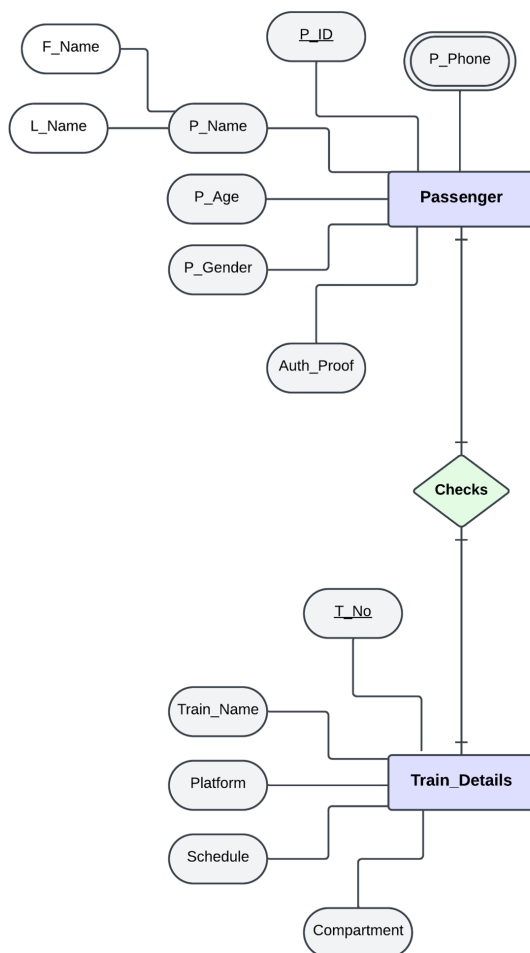 F_Name
P_ID
P_Phone
L_Name
P_Name
Passenger
P_Age
P_Gender
Auth_Proof
Checks
T_No
Train_Name
Train_Details
Platform
Schedule
Compartment